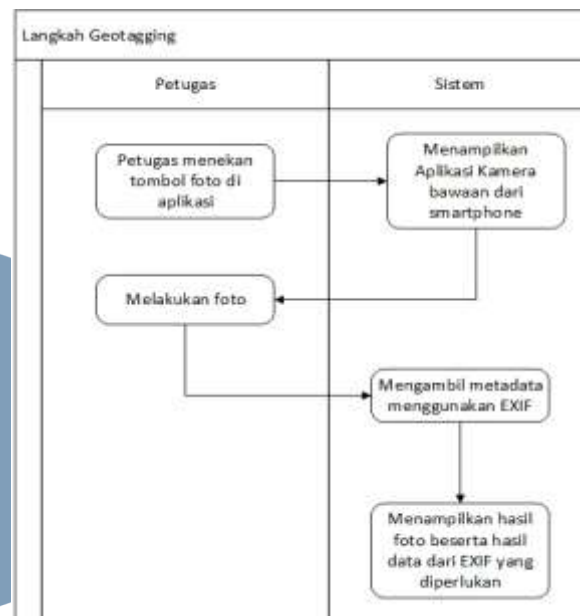 Langkah Geotagging
Petugas
Sistem
Petugas menekan
tombol foto di
aplikasi
Menampilkan
Aplikasi Kamera
bawaan dari
smartphone
Melakukan foto
Mengambil metadata
menggunakan EXIF
Menampilkan hasil
foto beserta hasil
data dari EXIF yang
diperlukan